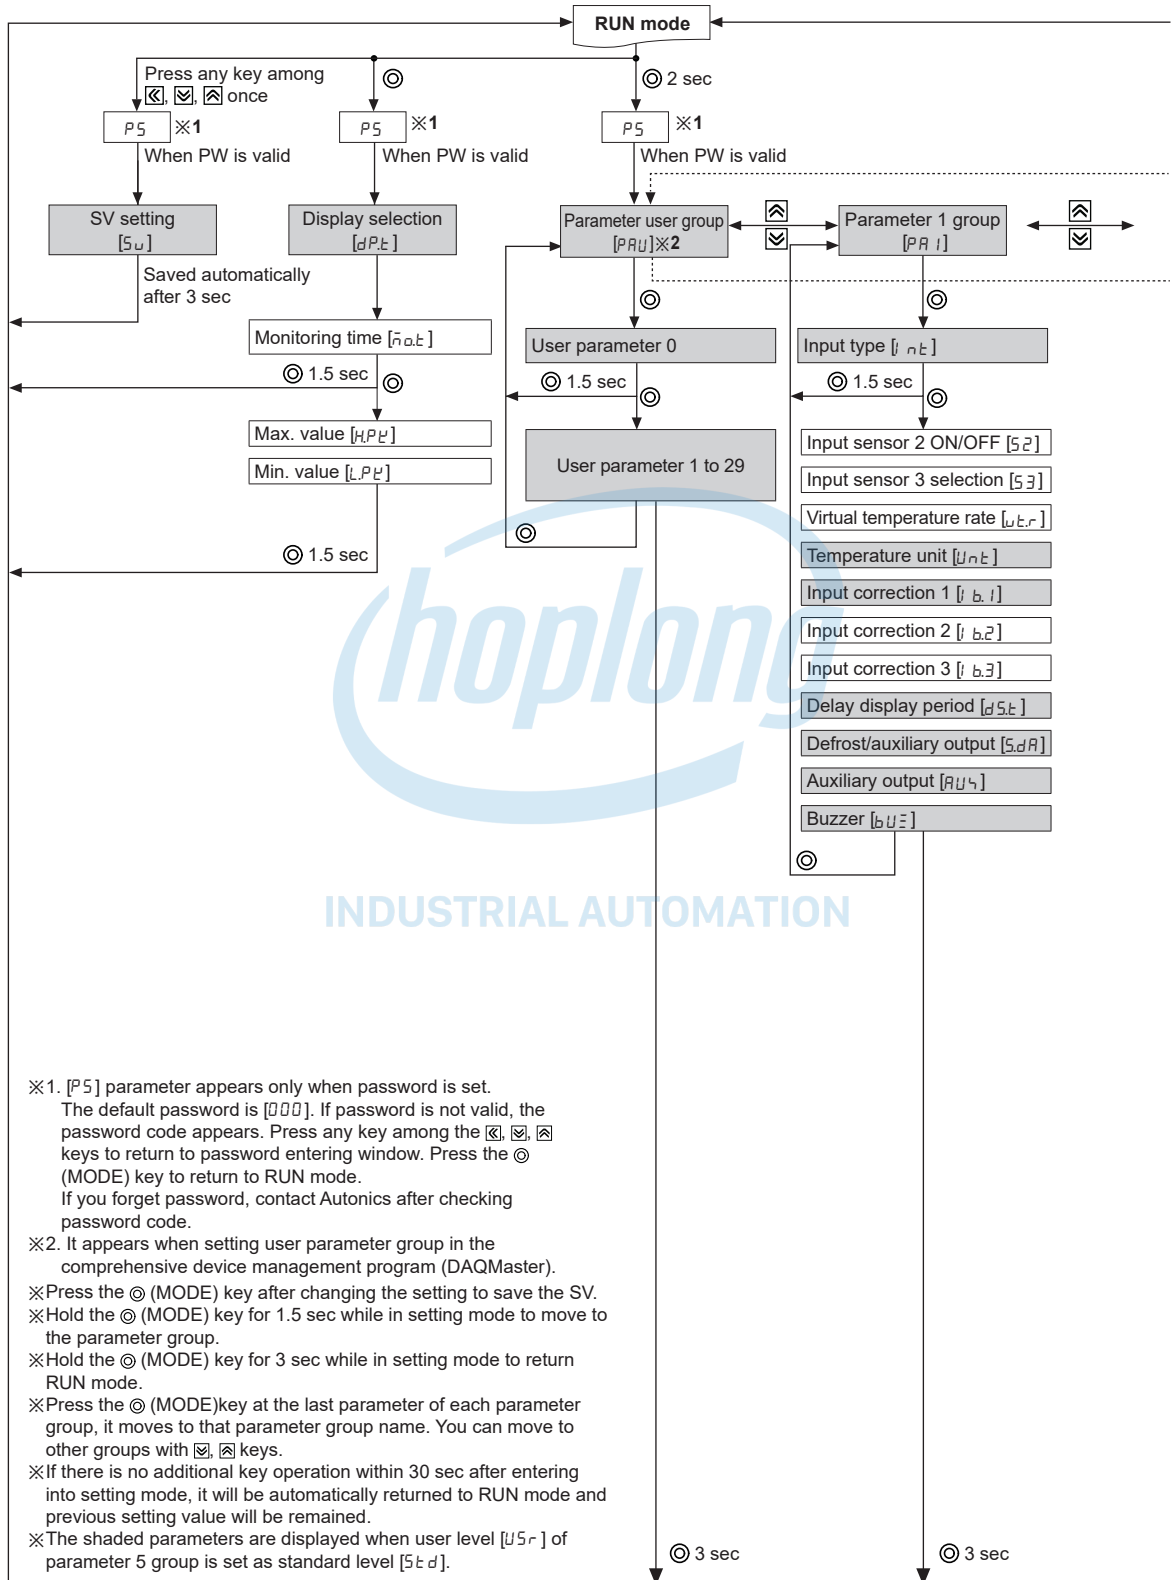 RUN mode
Press any key among
«, , once
◎
◎ 2 sec
PS ※1
PS ※1
PS ※1
When PW is valid
When PW is valid
When PW is valid
SV setting
[Sv]
Display selection
[dP.t]
Parameter user group
[PAU]※2
Parameter 1 group
[PA1]
Saved automatically
after 3 sec
◎
◎
Monitoring time [mo.t]
User parameter 0
Input type [Int]
◎ 1.5 sec
◎
◎ 1.5 sec
◎
◎ 1.5 sec
◎
Max. value [H.PK]
Min. value [L.PK]
User parameter 1 to 29
Input sensor 2 ON/OFF [S2]
Input sensor 3 selection [S3]
Virtual temperature rate [vt.r]
Temperature unit [Unt]
Input correction 1 [Ib.1]
Input correction 2 [Ib.2]
Input correction 3 [Ib.3]
Delay display period [dS.t]
Defrost/auxiliary output [S.dA]
Auxiliary output [AUX]
Buzzer [bUZ]
◎
◎ 1.5 sec
◎
hoplong
INDUSTRIAL AUTOMATION
※1. [PS] parameter appears only when password is set.
The default password is [000]. If password is not valid, the
password code appears. Press any key among the «, ,
keys to return to password entering window. Press the ◎
(MODE) key to return to RUN mode.
If you forget password, contact Autonics after checking
password code.
※2. It appears when setting user parameter group in the
comprehensive device management program (DAQMaster).
※Press the ◎ (MODE) key after changing the setting to save the SV.
※Hold the ◎ (MODE) key for 1.5 sec while in setting mode to move to
the parameter group.
※Hold the ◎ (MODE) key for 3 sec while in setting mode to return
RUN mode.
※Press the ◎ (MODE)key at the last parameter of each parameter
group, it moves to that parameter group name. You can move to
other groups with , keys.
※If there is no additional key operation within 30 sec after entering
into setting mode, it will be automatically returned to RUN mode and
previous setting value will be remained.
※The shaded parameters are displayed when user level [USr] of
parameter 5 group is set as standard level [Std].
◎ 3 sec
◎ 3 sec